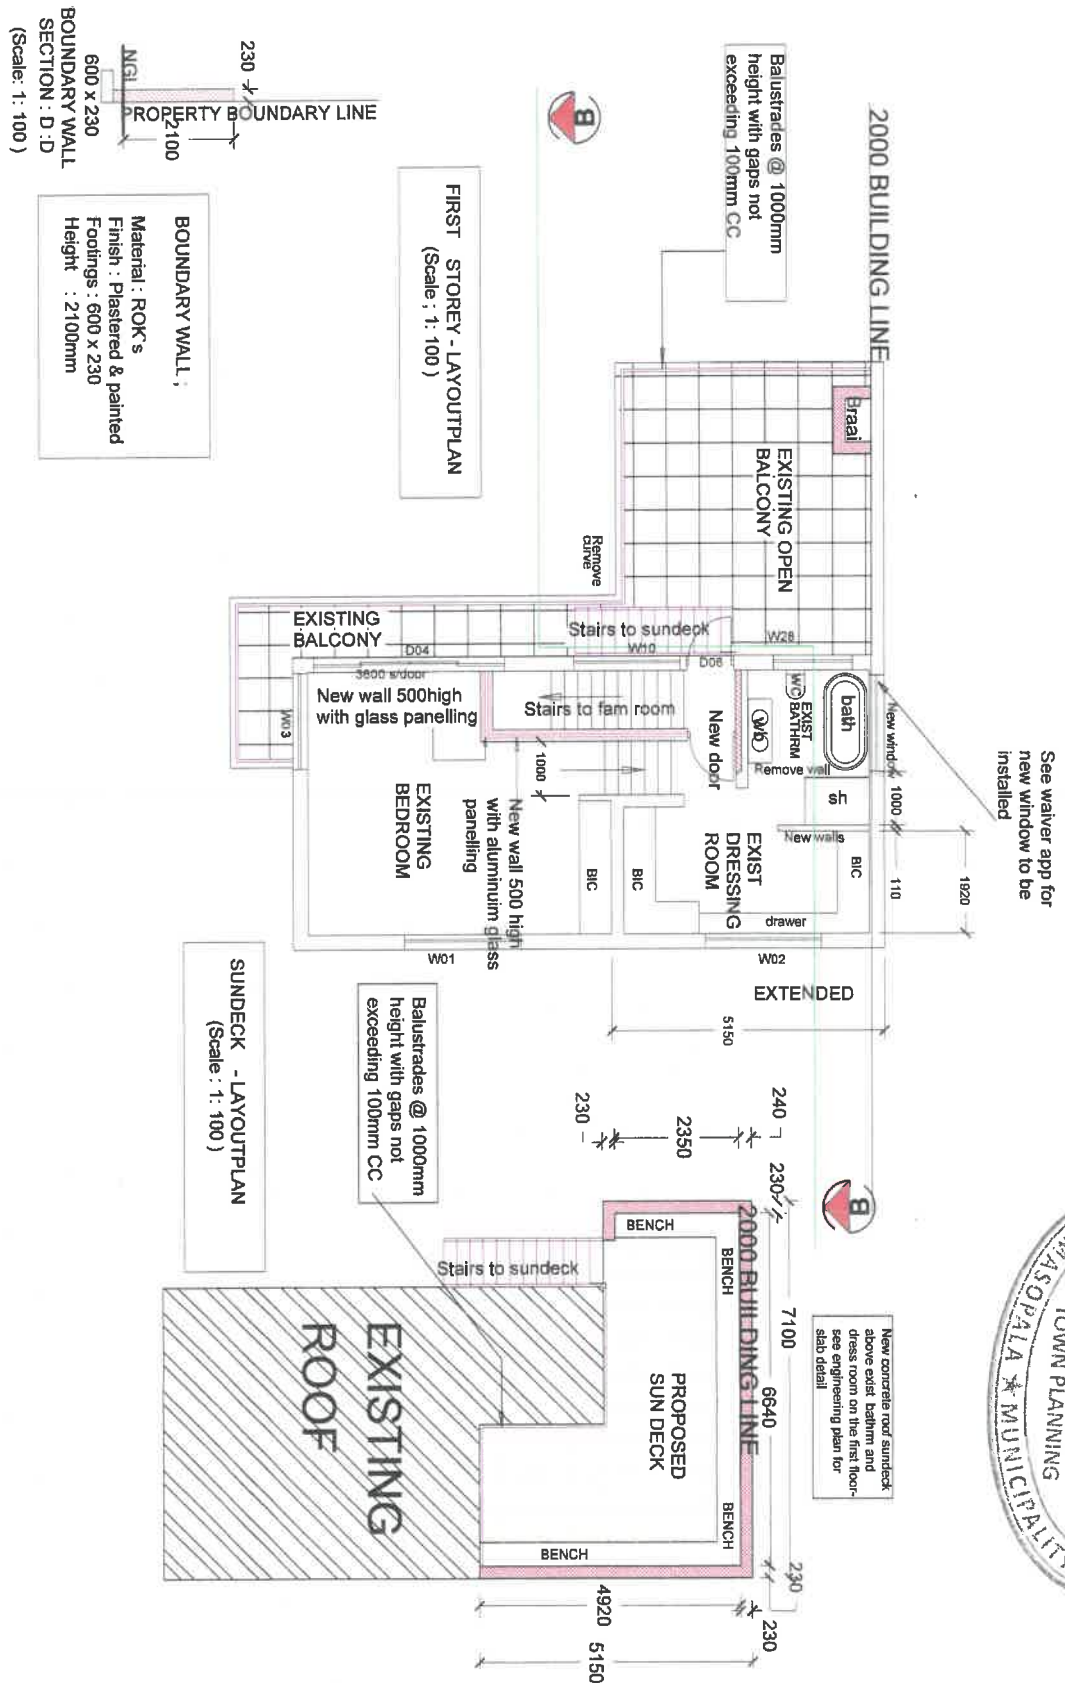 2000 BUILDING LINE
Balustrades @ 1000mm
height with gaps not
exceeding 100mm CC
B
FIRST STOREY - LAYOUTPLAN
(Scale ; 1: 100 )
230
NGL
PROPERTY BOUNDARY LINE
2100
600 x 230
BOUNDARY WALL
SECTION : D :D
(Scale: 1: 100 )
BOUNDARY WALL ;
Material : ROK's
Finish : Plastered & painted
Footings : 600 x 230
Height : 2100mm
See waiver app for
new window to be
installed
Braai
EXISTING OPEN
BALCONY
Remove
curve
EXISTING
BALCONY
Stairs to sundeck
W28
W10
D06
D04
3600 s/door
W03
New wall 500high
with glass panelling
Stairs to fam room
New door
WC
EXIST
BATHRM
bath
wb
New window
Remove wall
sh
1000
New walls
110
1920
1000
EXIST
DRESSING
ROOM
BIC
BIC
BIC
drawer
EXISTING
BEDROOM
New wall 500 high
with aluminuim glass
panelling
W01
W02
EXTENDED
5150
SUNDECK - LAYOUTPLAN
(Scale : 1: 100 )
Balustrades @ 1000mm
height with gaps not
exceeding 100mm CC
230
2350
240
230
B
2000 BUILDING LINE
7100
6640
230
230
4920
5150
BENCH
BENCH
BENCH
BENCH
Stairs to sundeck
PROPOSED
SUN DECK
EXISTING
ROOF
New concrete roof sundeck
above exist bathrm and
dress room on the first floor-
see engineering plan for
slab detail
TOWN PLANNING
MASOPALA ★ MUNICIPALITY